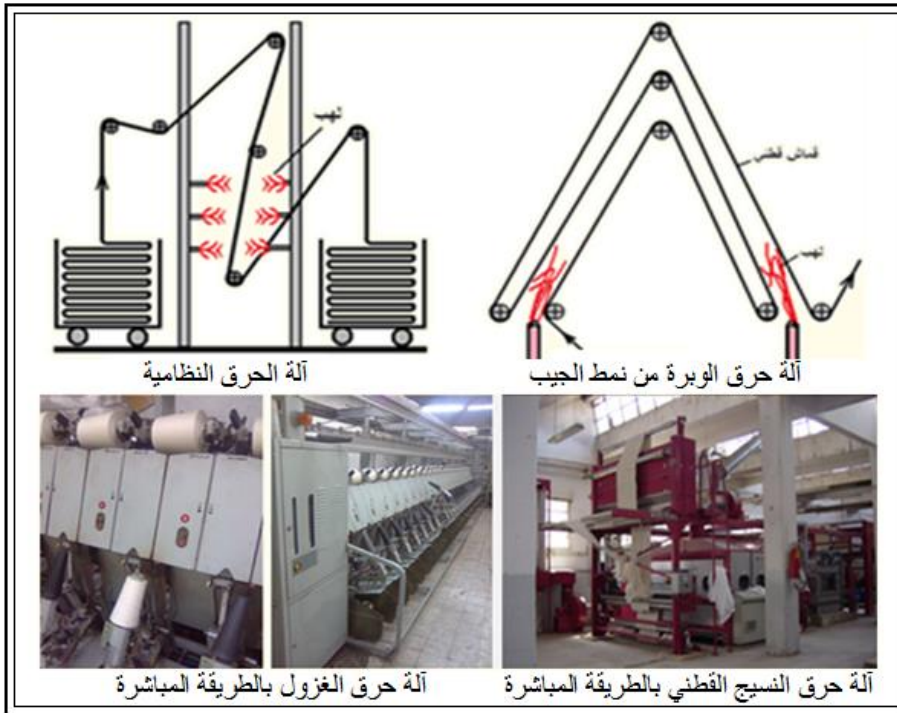 لهب
قماش قطني
لهب
آلة الحرق النظامية
آلة حرق الوبرة من نمط الجيب
آلة حرق الغزول بالطريقة المباشرة
آلة حرق النسيج القطني بالطريقة المباشرة